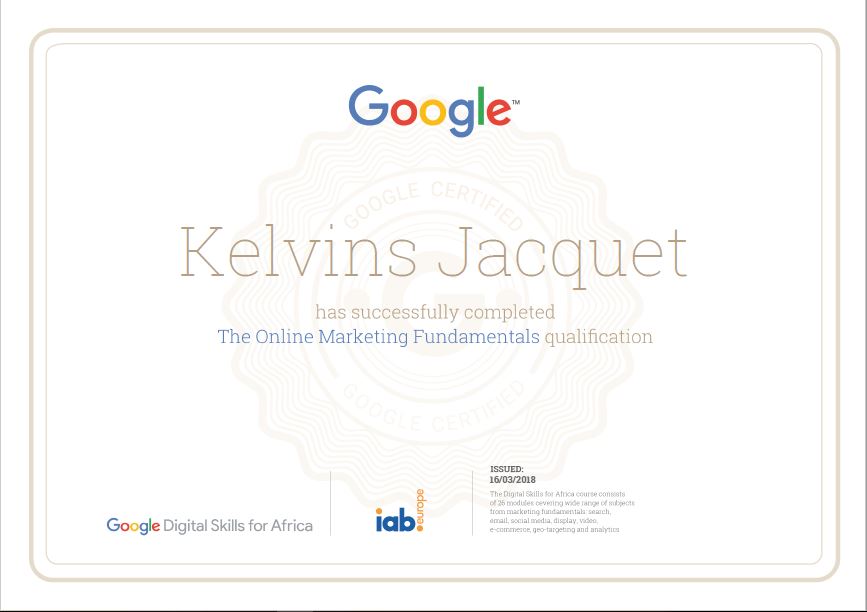 Google™
GOOGLE CERTIFIED
Kelvins Jacquet
has successfully completed
The Online Marketing Fundamentals qualification
GOOGLE CERTIFIED
Google Digital Skills for Africa
iab.europe
ISSUED:
16/03/2018
The Digital Skills for Africa course consists
of 26 modules covering wide range of subjects
from marketing fundamentals: search,
email, social media, display, video,
e-commerce, geo-targeting and analytics